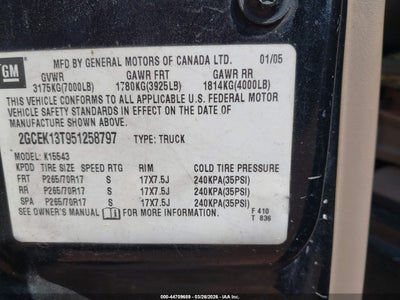 GM
MFD BY GENERAL MOTORS OF CANADA LTD. 01/05
GVWR GAWR FRT GAWR RR
3175KG(7000LB) 1780KG(3925LB) 1814KG(4000LB)
THIS VEHICLE CONFORMS TO ALL APPLICABLE U.S. FEDERAL MOTOR
VEHICLE SAFETY STANDARDS IN EFFECT ON THE DATE OF
MANUFACTURE SHOWN ABOVE.
2GCEK13T951258797 TYPE: TRUCK
MODEL: K15543
KPDD TIRE SIZE SPEED RTG RIM COLD TIRE PRESSURE
FRT P265/70R17 S 17X7.5J 240KPA(35PSI)
RR P265/70R17 S 17X7.5J 240KPA(35PSI)
SPA P265/70R17 S 17X7.5J 240KPA(35PSI)
SEE OWNER'S MANUAL FOR MORE INFORMATION.
F 410
T 836
000-44709669 - 03/26/2026 - IAA Inc.